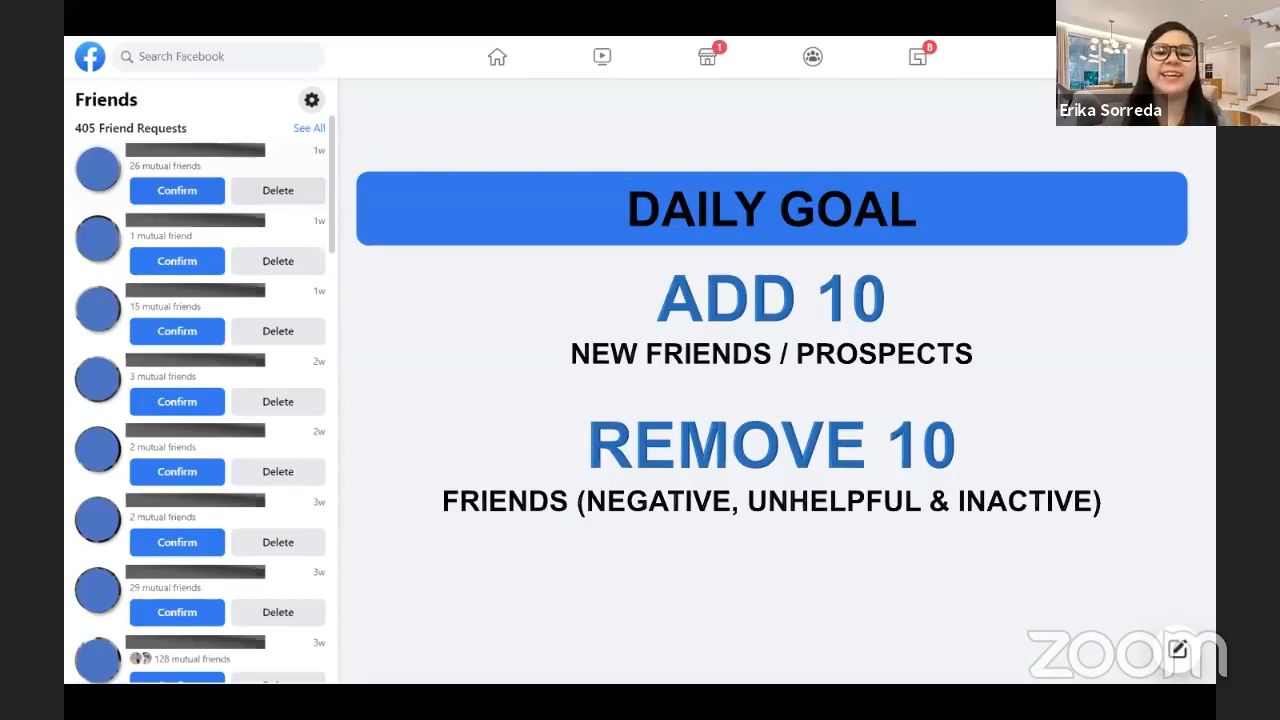 Search Facebook
1
8
Erika Sorreda
Friends
405 Friend Requests
See All
1w
26 mutual friends
Confirm
Delete
1w
1 mutual friend
Confirm
Delete
1w
15 mutual friends
Confirm
Delete
2w
3 mutual friends
Confirm
Delete
2w
2 mutual friends
Confirm
Delete
3w
2 mutual friends
Confirm
Delete
3w
29 mutual friends
Confirm
Delete
3w
128 mutual friends
DAILY GOAL
ADD 10
NEW FRIENDS / PROSPECTS
REMOVE 10
FRIENDS (NEGATIVE, UNHELPFUL & INACTIVE)
zoom